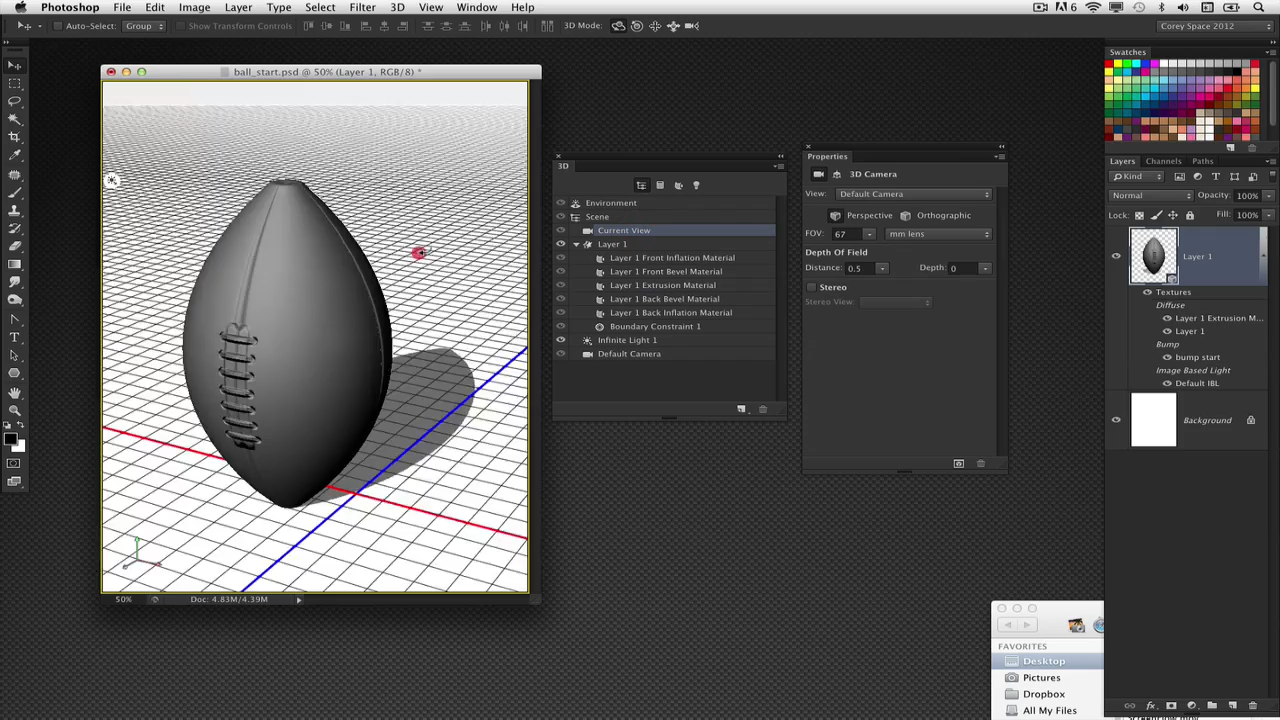 Photoshop File Edit Image Layer Type Select Filter 3D View Window Help
6
Auto-Select: Group Show Transform Controls 3D Mode: Corey Space 2012
ball_start.psd @ 50% (Layer 1, RGB/8) *
50% Doc: 4.83M/4.39M
3D
Environment
Scene
Current View
Layer 1
Layer 1 Front Inflation Material
Layer 1 Front Bevel Material
Layer 1 Extrusion Material
Layer 1 Back Bevel Material
Layer 1 Back Inflation Material
Boundary Constraint 1
Infinite Light 1
Default Camera
Properties
3D Camera
View: Default Camera
Perspective Orthographic
FOV: 67 mm lens
Depth Of Field
Distance: 0.5 Depth: 0
Stereo
Stereo View:
Swatches
Layers Channels Paths
Kind
Normal Opacity: 100%
Lock: Fill: 100%
Layer 1
Textures
Diffuse
Layer 1 Extrusion M...
Layer 1
Bump
bump start
Image Based Light
Default IBL
Background
FAVORITES
Desktop
Pictures
Dropbox
All My Files